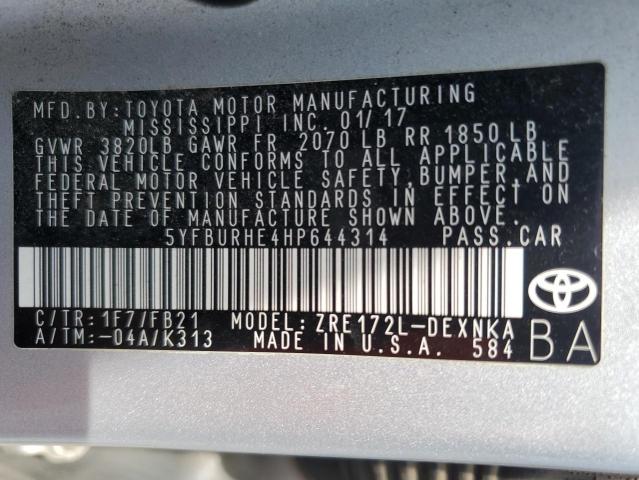 MFD. BY: TOYOTA MOTOR MANUFACTURING
MISSISSIPPI INC. 01/17
GVWR 3820LB GAWR FR 2070 LB RR 1850 LB
THIS VEHICLE CONFORMS TO ALL APPLICABLE
FEDERAL MOTOR VEHICLE SAFETY, BUMPER, AND
THEFT PREVENTION STANDARDS IN EFFECT ON
THE DATE OF MANUFACTURE SHOWN ABOVE.
5YFBURHE4HP644314 PASS. CAR
C/TR: 1F7/FB21 MODEL: ZRE172L-DEXNKA
A/TM: -04A/K313 MADE IN U.S.A. 584 BA